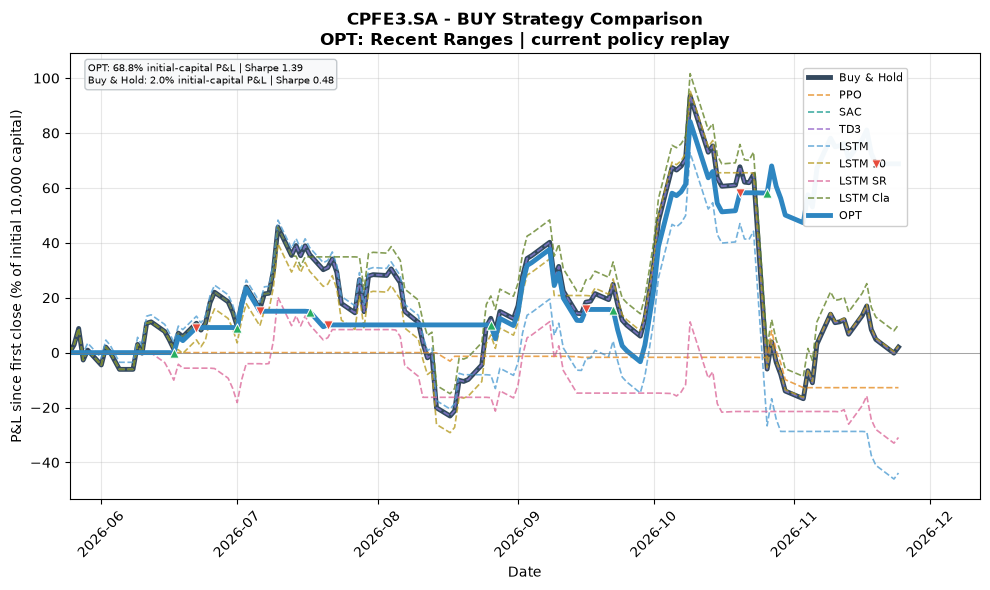 CPFE3.SA - BUY Strategy Comparison
OPT: Recent Ranges | current policy replay
OPT: 68.8% initial-capital P&L | Sharpe 1.39
Buy & Hold: 2.0% initial-capital P&L | Sharpe 0.48
Buy & Hold
PPO
SAC
TD3
LSTM
LSTM
LSTM SR
LSTM Cla
OPT
P&L since first close (% of initial 10,000 capital)
100
80
60
40
20
0
−20
−40
2026-06
2026-07
2026-08
2026-09
2026-10
2026-11
2026-12
Date